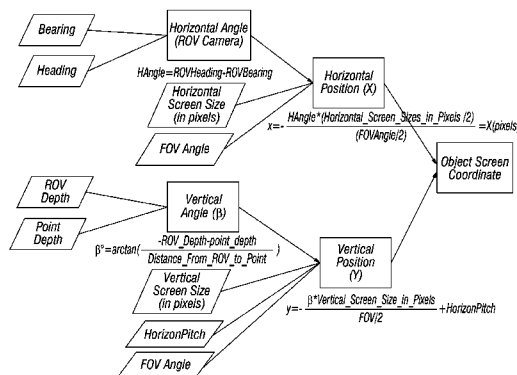 Bearing
Heading
Horizontal Angle
(ROV Camera)
HAngle=ROVHeading-ROVBearing
Horizontal
Screen Size
(in pixels)
FOV Angle
Horizontal
Position (X)
x=- HAngle*(Horizontal_Screen_Sizes_in_Pixels /2)
(FOVAngle/2)
=X(pixels
Object Screen
Coordinate
ROV
Depth
Point
Depth
Vertical
Angle (β)
β°=arctan( -ROV_Depth-point_depth
Distance_From_ROV_to_Point
)
Vertical
Screen Size
(in pixels)
HorizonPitch
FOV Angle
Vertical
Position
(Y)
y=- β*Vertical_Screen_Size_in_Pixels
FOV/2
+HorizonPitch